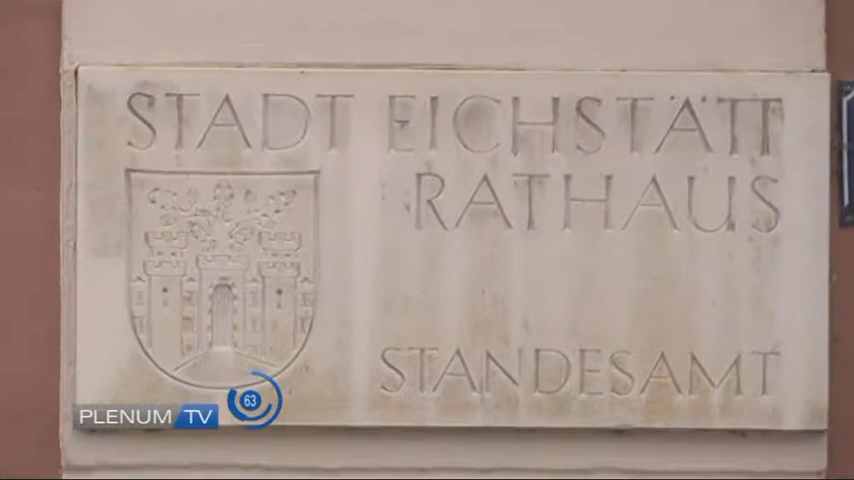 STADT EICHSTÄTT
RATHAUS
STANDESAMT
PLENUM TV
63